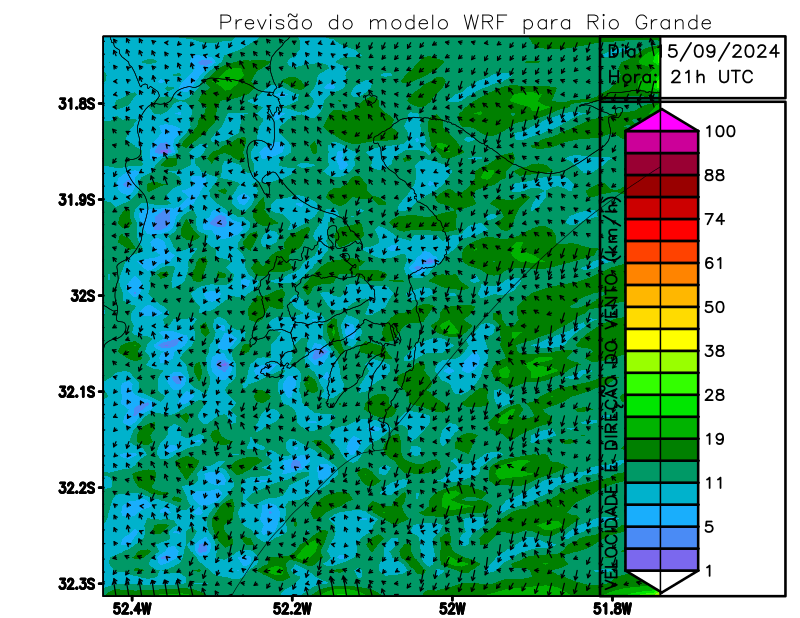 Previsão do modelo WRF para Rio Grande
Dia: 5/09/2024
Hora: 21h UTC
VELOCIDADE E DIREÇÃO DO VENTO (km/h)
100
88
74
61
50
38
28
19
11
5
1
31.8S
31.9S
32S
32.1S
32.2S
32.3S
52.4W
52.2W
52W
51.8W